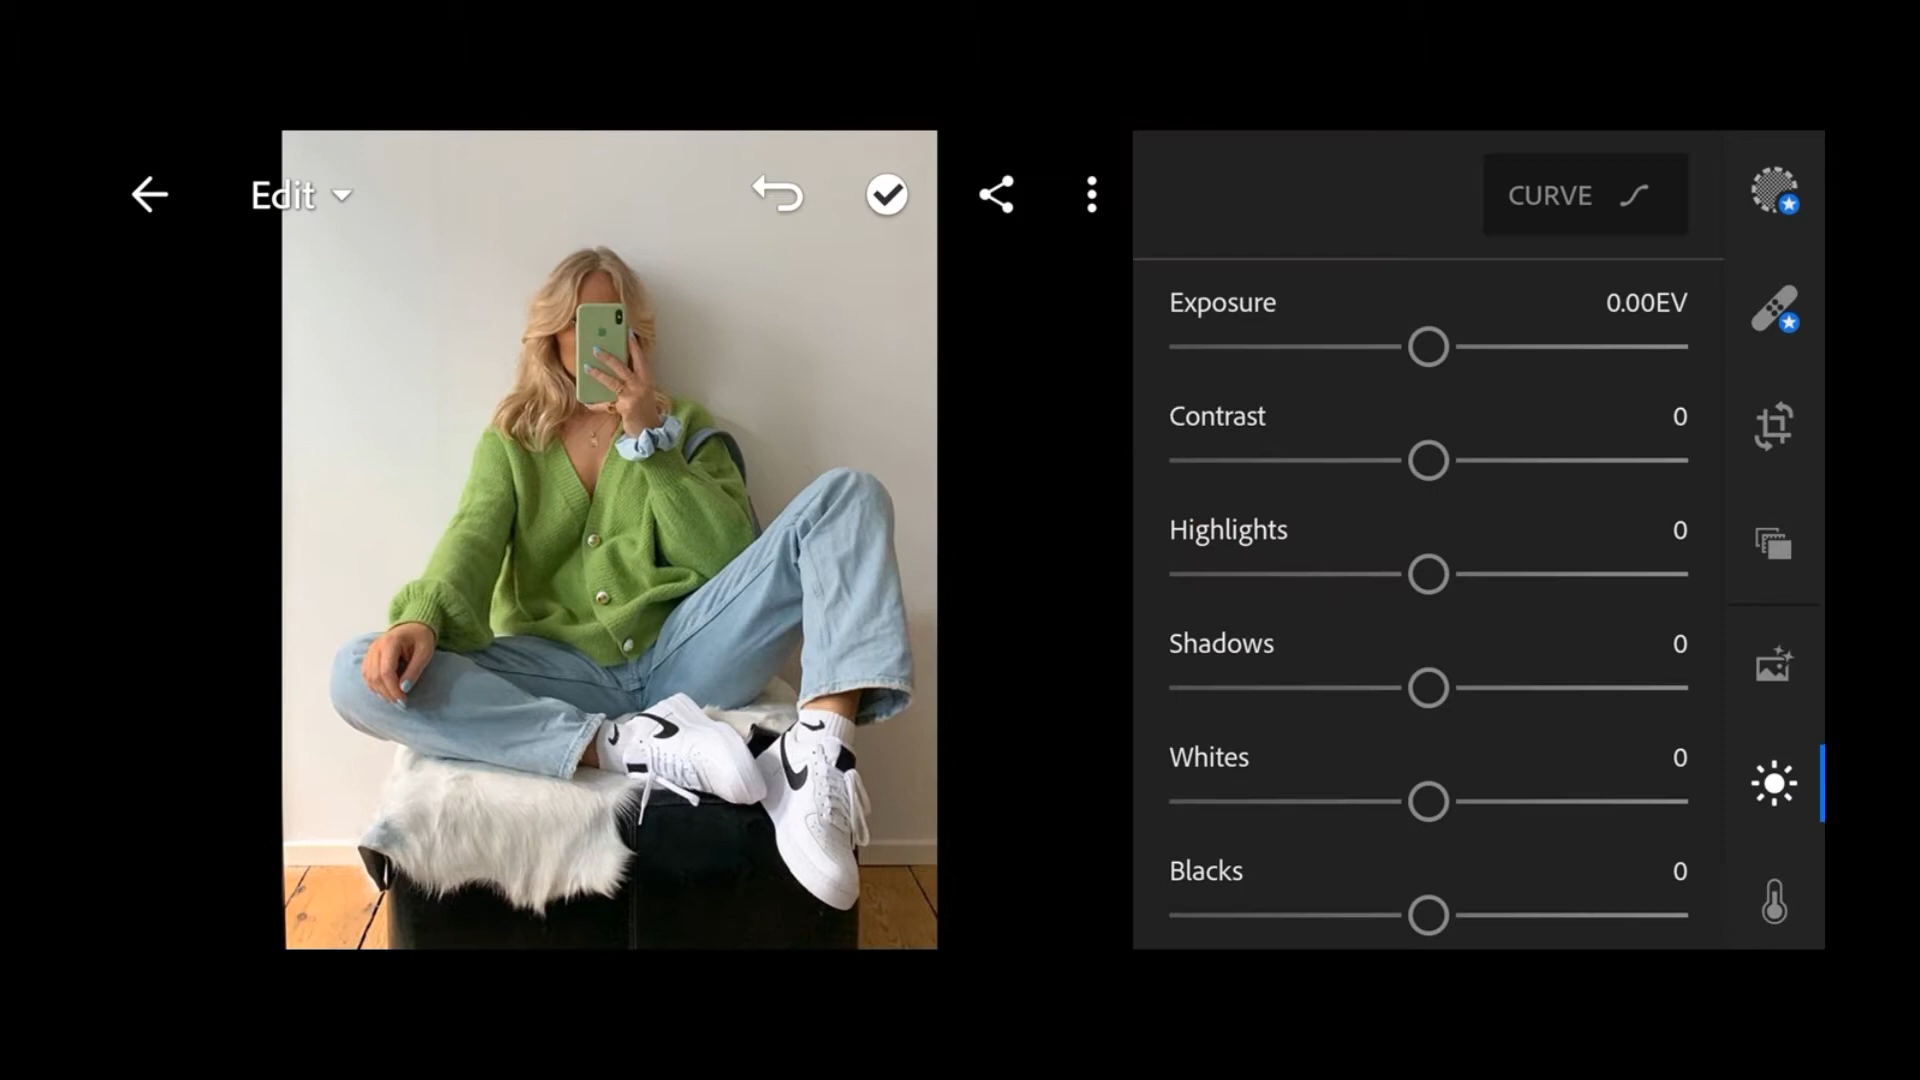 Edit
CURVE
Exposure 0.00EV
Contrast 0
Highlights 0
Shadows 0
Whites 0
Blacks 0